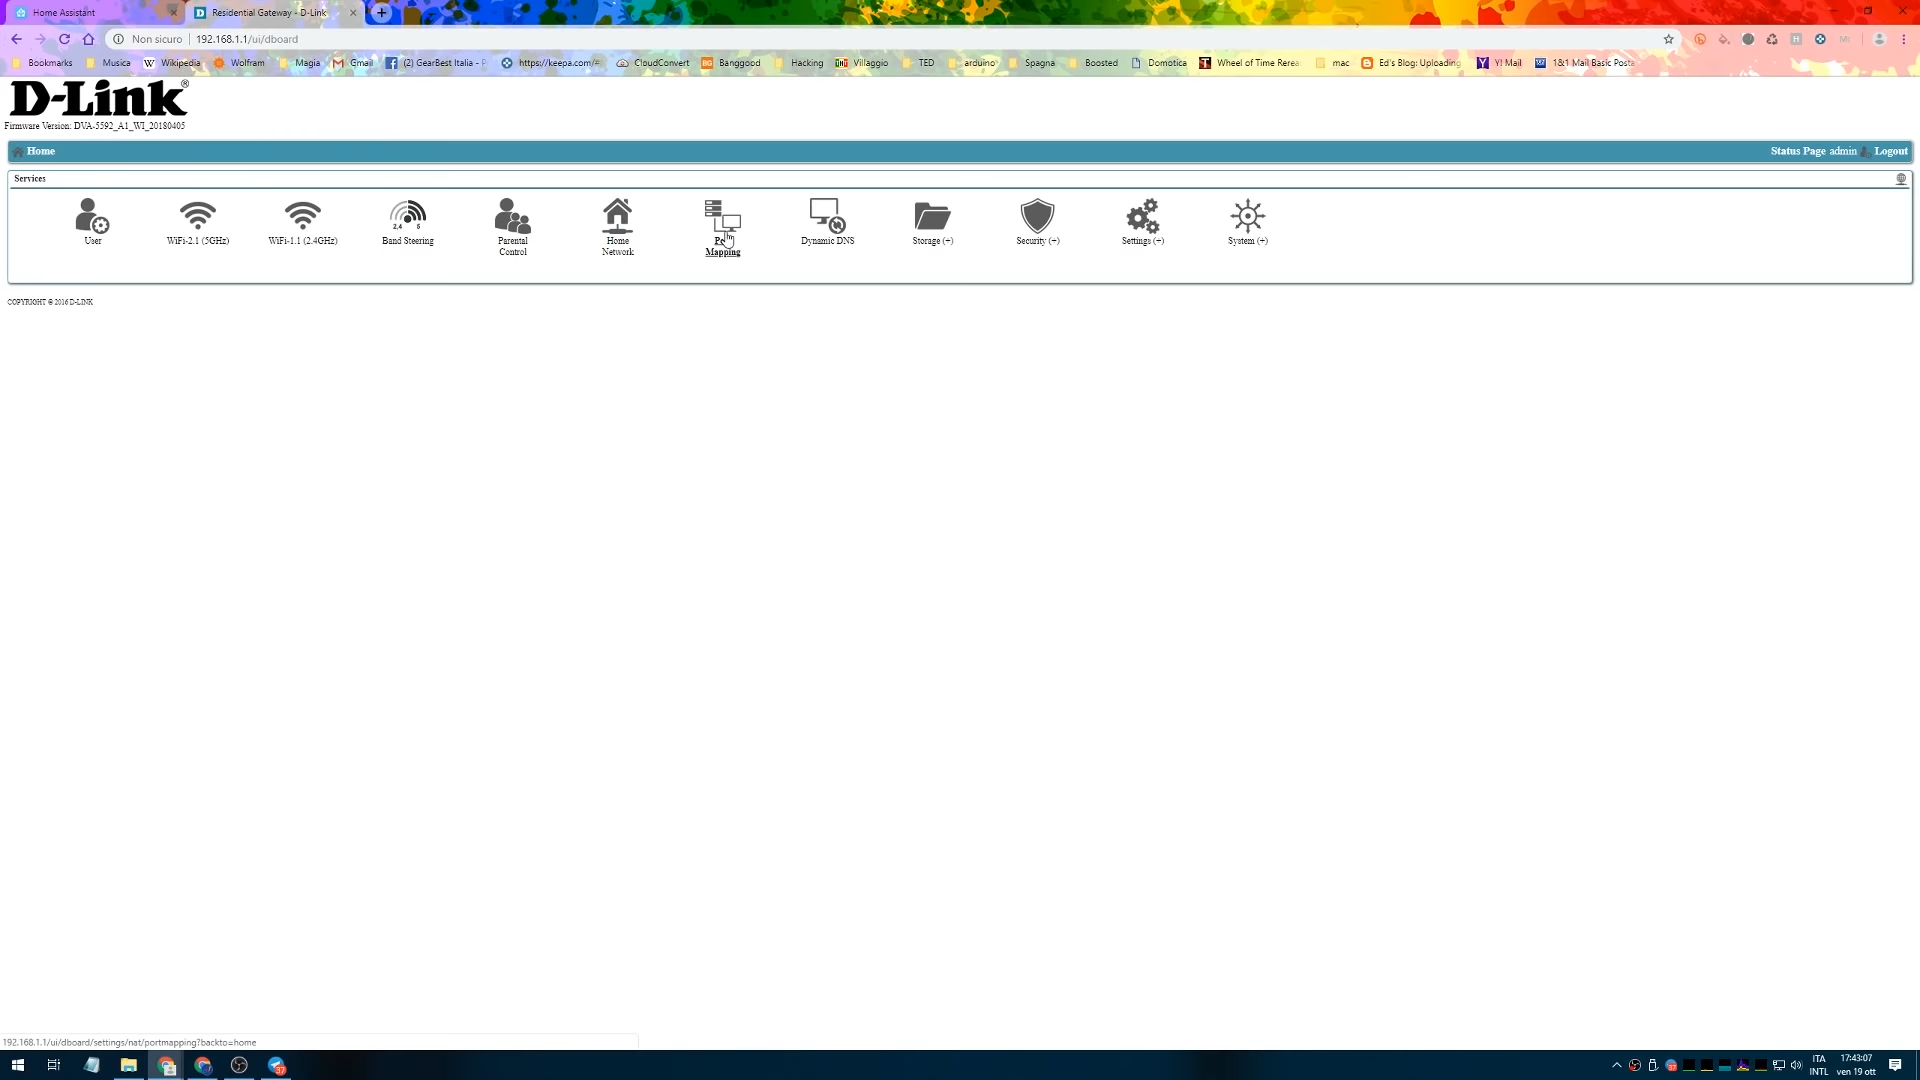 Home Assistant
Residential Gateway - D-Link
Non sicuro 192.168.1.1/ui/dboard
Bookmarks Musica Wikipedia Wolfram Magia Gmail (2) GearBest Italia - https://keepa.com/# CloudConvert Banggood Hacking Villaggio TED arduino Spagna Boosted Domotica Wheel of Time Rerea mac Ed's Blog: Uploading Y! Mail 1&1 Mail Basic Posta
D-Link®
Firmware Version: DVA-5592_A1_WI_20180405
Home Status Page admin Logout
Services
User
WiFi-2.1 (5GHz)
WiFi-1.1 (2.4GHz)
2,4 5
Band Steering
Parental
Control
Home
Network
Mapping
Dynamic DNS
Storage (+)
Security (+)
Settings (+)
System (+)
COPYRIGHT © 2016 D-LINK
192.168.1.1/ui/dboard/settings/nat/portmapping?backto=home
37
ITA
INTL
17:43:07
ven 19 ott